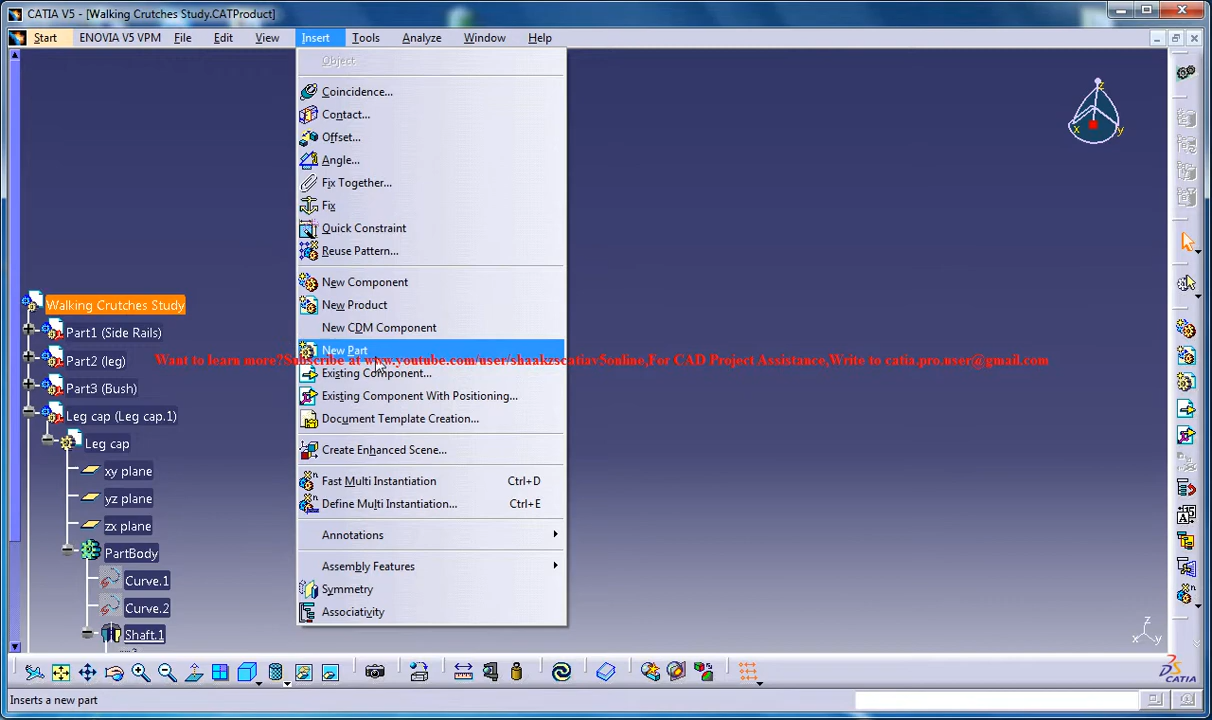 CATIA V5 - [Walking Crutches Study.CATProduct]
Start ENOVIA V5 VPM File Edit View Insert Tools Analyze Window Help
Object
Coincidence...
Contact...
Offset...
Angle...
Fix Together...
Fix
Quick Constraint
Reuse Pattern...
New Component
New Product
New CDM Component
New Part
Want to learn more?Subscribe at www.youtube.com/user/shaakzscatiav5online,For CAD Project Assistance,Write to catia.pro.user@gmail.com
Existing Component...
Existing Component With Positioning...
Document Template Creation...
Create Enhanced Scene...
Fast Multi Instantiation Ctrl+D
Define Multi Instantiation... Ctrl+E
Annotations
Assembly Features
Symmetry
Associativity
Walking Crutches Study
Part1 (Side Rails)
Part2 (leg)
Part3 (Bush)
Leg cap (Leg cap.1)
Leg cap
xy plane
yz plane
zx plane
PartBody
Curve.1
Curve.2
Shaft.1
z
x
y
z
x
y
CATIA
Inserts a new part